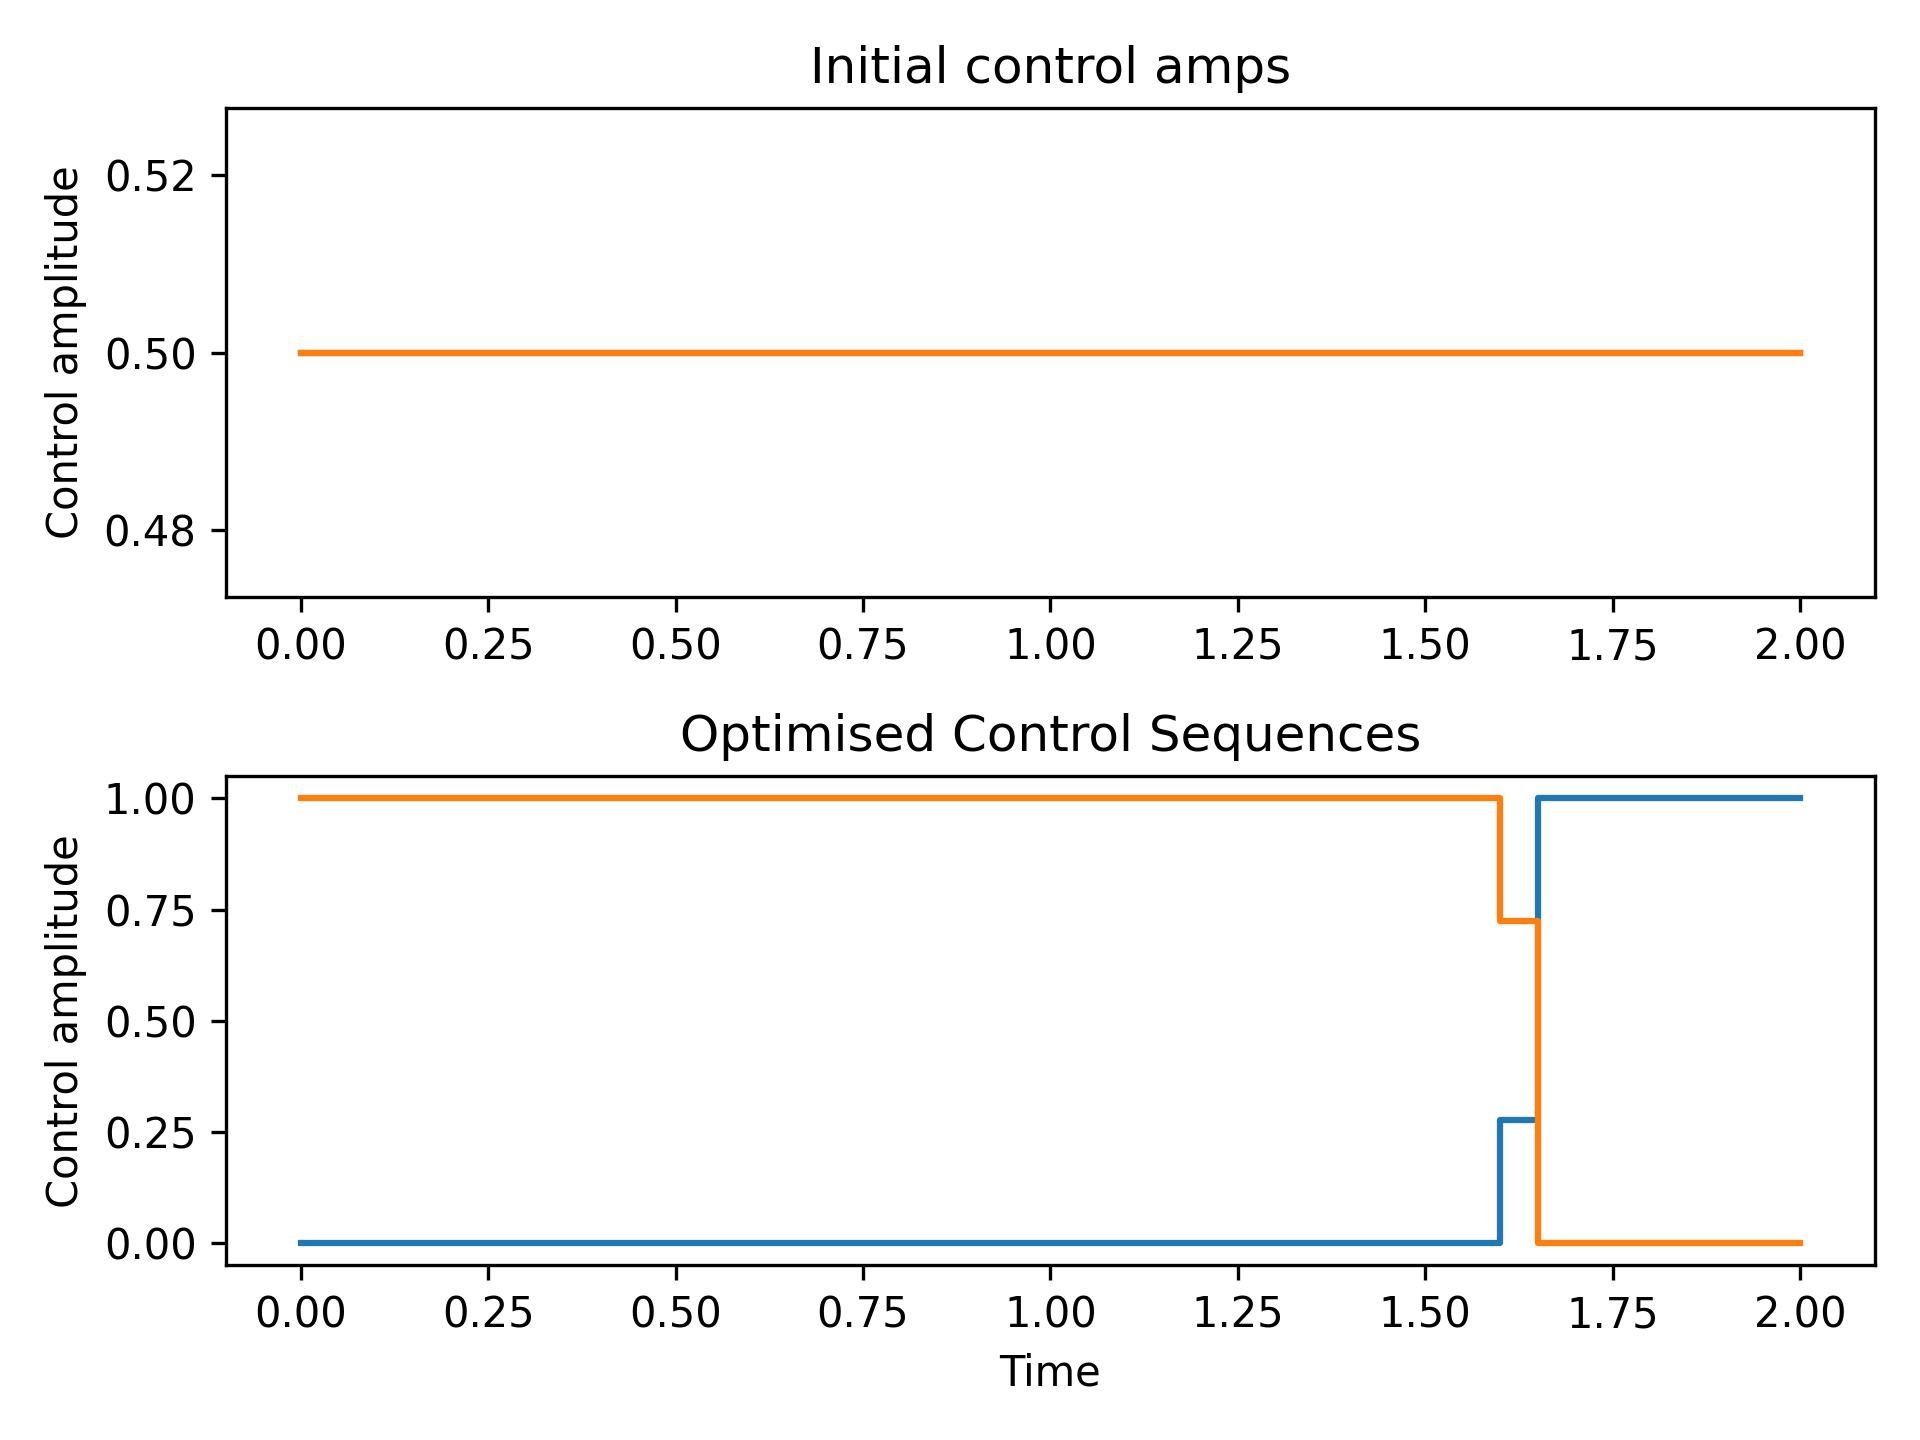 Initial control amps
Control amplitude
0.52
0.50
0.48
0.00 0.25 0.50 0.75 1.00 1.25 1.50 1.75 2.00
Optimised Control Sequences
Control amplitude
1.00
0.75
0.50
0.25
0.00
0.00 0.25 0.50 0.75 1.00 1.25 1.50 1.75 2.00
Time